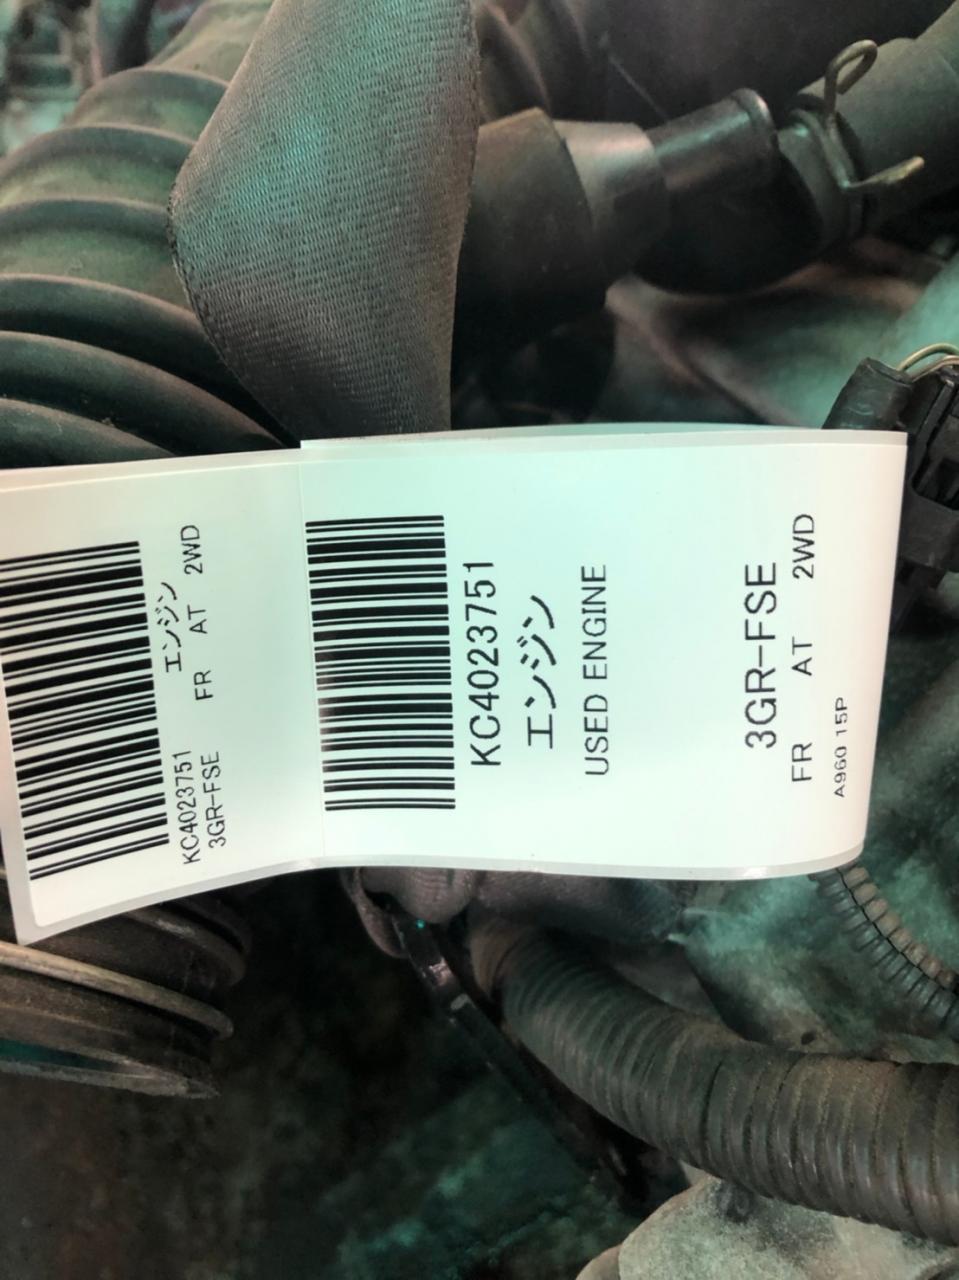 KC4023751 エンジン
3GR-FSE FR AT 2WD
KC4023751
エンジン
USED ENGINE
3GR-FSE
FR AT 2WD
A960 15P